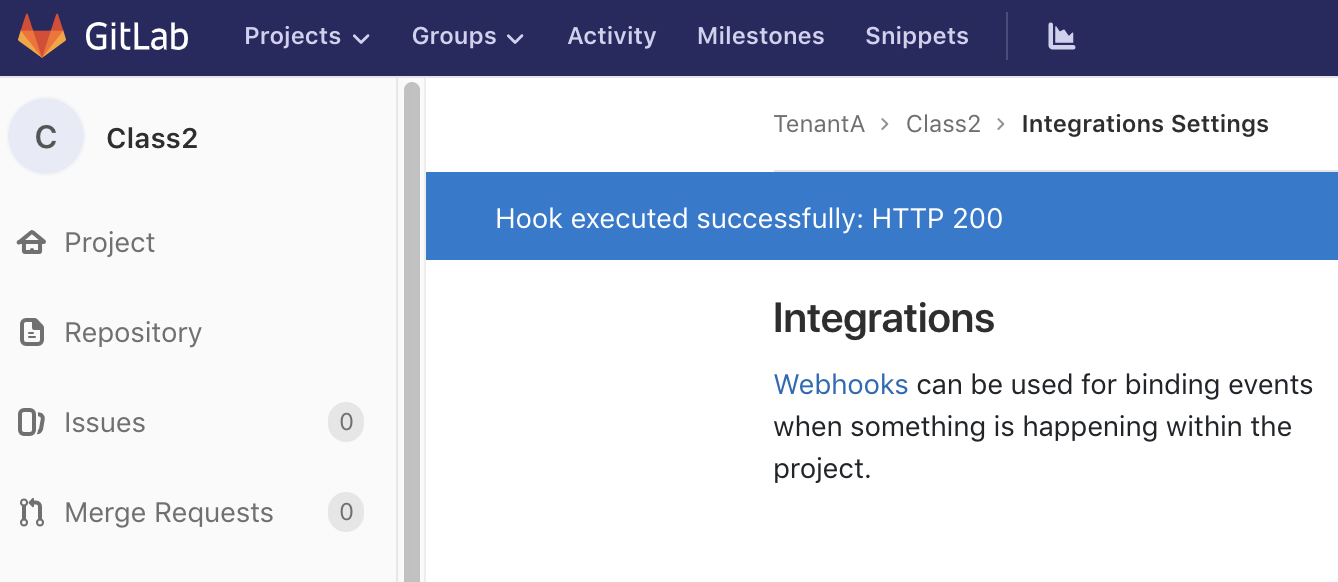 GitLab Projects Groups Activity Milestones Snippets
C Class2
TenantA > Class2 > Integrations Settings
Hook executed successfully: HTTP 200
Project
Repository
Issues 0
Merge Requests 0
Integrations
Webhooks can be used for binding events
when something is happening within the
project.